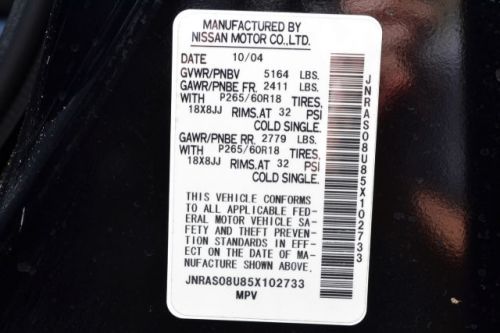 MANUFACTURED BY
NISSAN MOTOR CO.,LTD.
DATE 10/04
GVWR/PNBV 5164 LBS.
GAWR/PNBE FR. 2411 LBS.
WITH P265/60R18 TIRES,
18X8JJ RIMS,AT 32 PSI
COLD SINGLE.
GAWR/PNBE RR. 2779 LBS.
WITH P265/60R18 TIRES,
18X8JJ RIMS,AT 32 PSI
COLD SINGLE.
THIS VEHICLE CONFORMS
TO ALL APPLICABLE FED-
ERAL MOTOR VEHICLE SA-
FETY AND THEFT PREVEN-
TION STANDARDS IN EFF-
ECT ON THE DATE OF MA-
NUFACTURE SHOWN ABOVE.
JNRAS08U85X102733
MPV
JNRAS08U85X102733